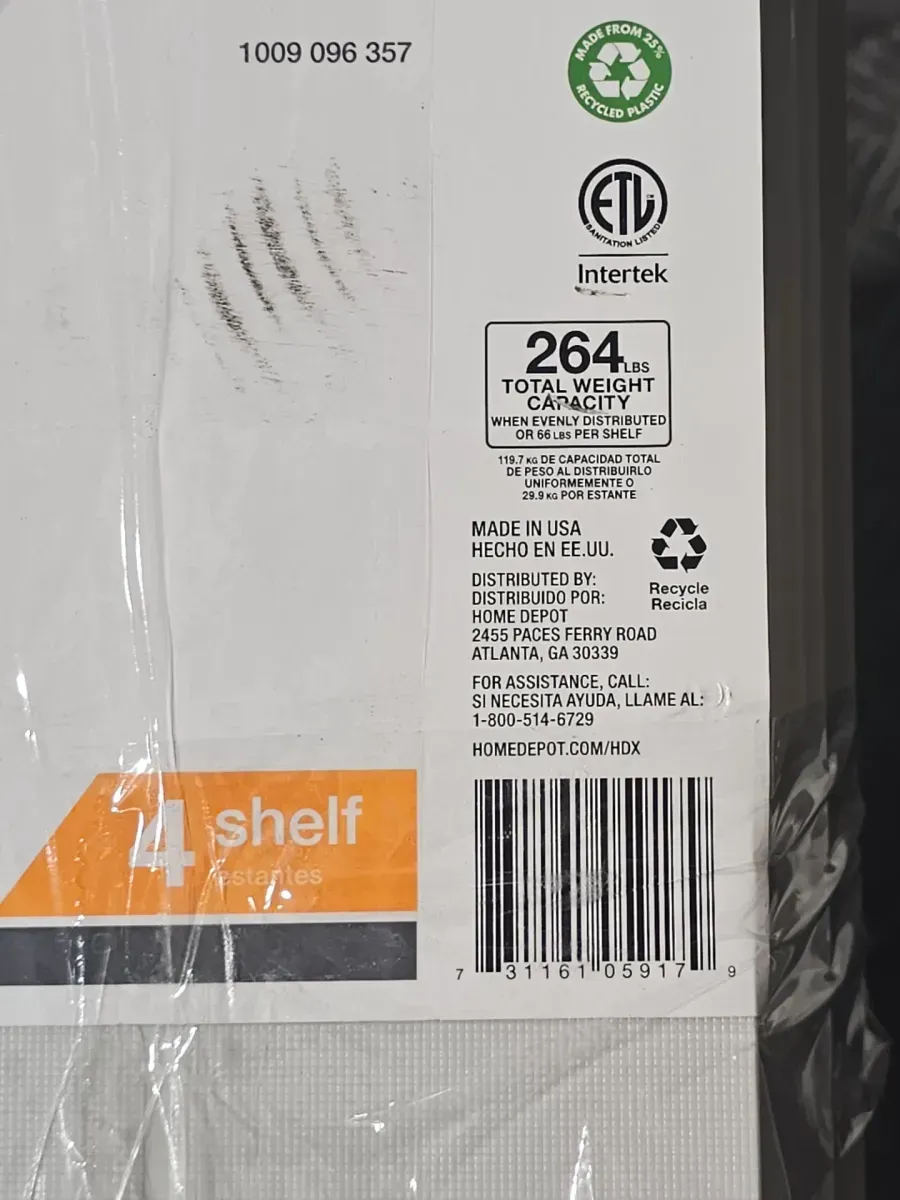 1009 096 357
MADE FROM 25%
RECYCLED PLASTIC
ETL
SANITATION LISTED
Intertek
264 LBS
TOTAL WEIGHT
CAPACITY
WHEN EVENLY DISTRIBUTED
OR 66 LBS PER SHELF
119.7 KG DE CAPACIDAD TOTAL
DE PESO AL DISTRIBUIRLO
UNIFORMEMENTE O
29.9 KG POR ESTANTE
MADE IN USA
HECHO EN EE.UU.
Recycle
Recicla
DISTRIBUTED BY:
DISTRIBUIDO POR:
HOME DEPOT
2455 PACES FERRY ROAD
ATLANTA, GA 30339
FOR ASSISTANCE, CALL:
SI NECESITA AYUDA, LLAME AL:
1-800-514-6729
HOMEDEPOT.COM/HDX
4 shelf
estantes
7 31161 05917 9